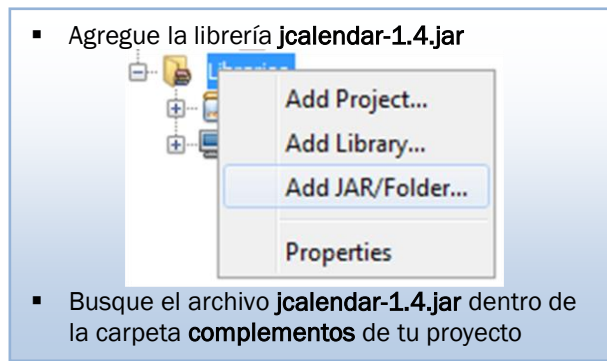 ▪ Agregue la librería jcalendar-1.4.jar
Libraries
Add Project...
Add Library...
Add JAR/Folder...
Properties
▪ Busque el archivo jcalendar-1.4.jar dentro de
la carpeta complementos de tu proyecto